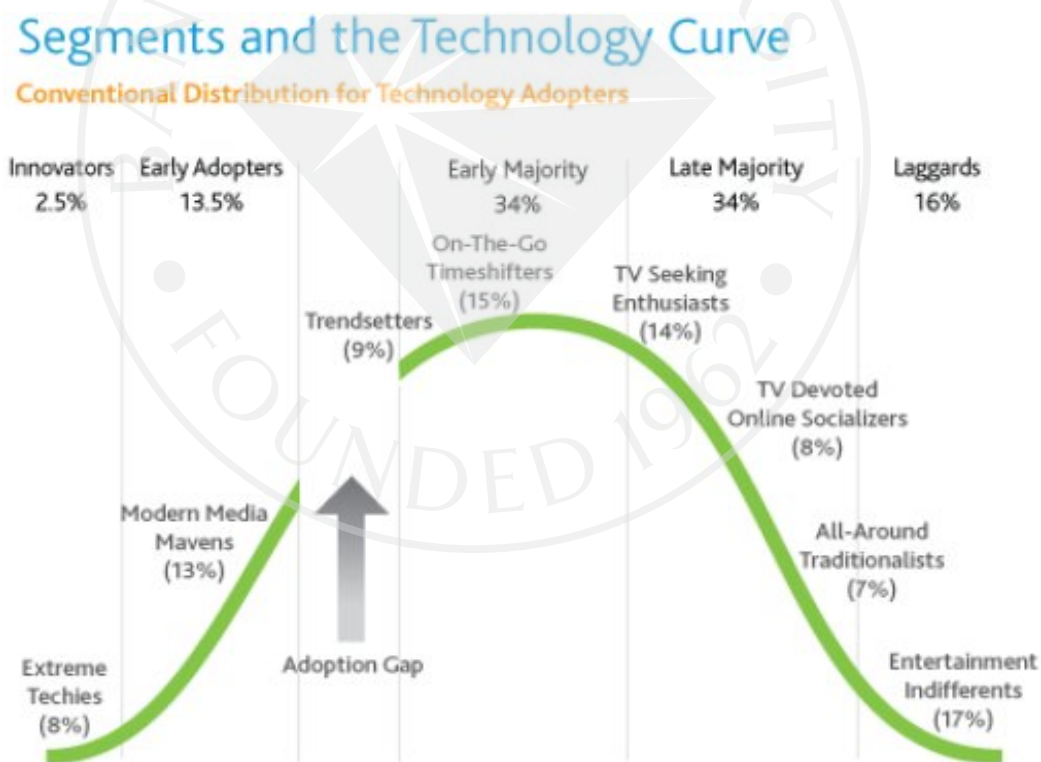 Segments and the Technology Curve
Conventional Distribution for Technology Adopters
Innovators
2.5%
Early Adopters
13.5%
Early Majority
34%
Late Majority
34%
Laggards
16%
On-The-Go
Timeshifters
(15%)
TV Seeking
Enthusiasts
(14%)
Trendsetters
(9%)
TV Devoted
Online Socializers
(8%)
Modern Media
Mavens
(13%)
All-Around
Traditionalists
(7%)
Adoption Gap
Extreme
Techies
(8%)
Entertainment
Indifferents
(17%)
FOUNDED 1962